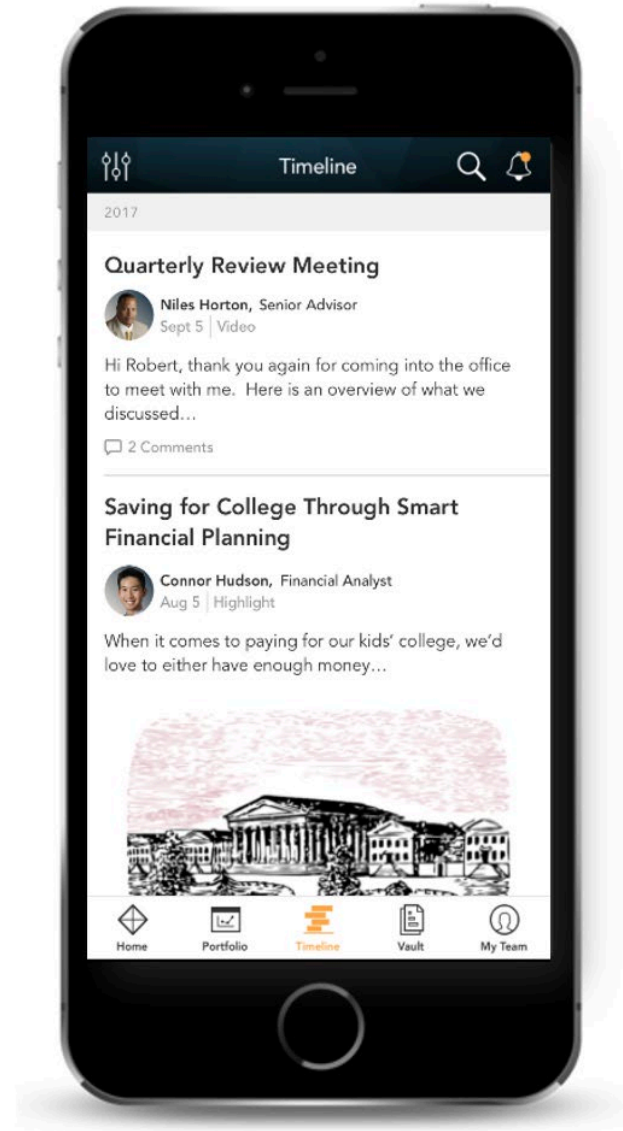 Timeline
2017
Quarterly Review Meeting
Niles Horton, Senior Advisor
Sept 5 | Video
Hi Robert, thank you again for coming into the office
to meet with me.  Here is an overview of what we
discussed...
2 Comments
Saving for College Through Smart
Financial Planning
Connor Hudson, Financial Analyst
Aug 5 | Highlight
When it comes to paying for our kids' college, we'd
love to either have enough money...
Home Portfolio Timeline Vault My Team